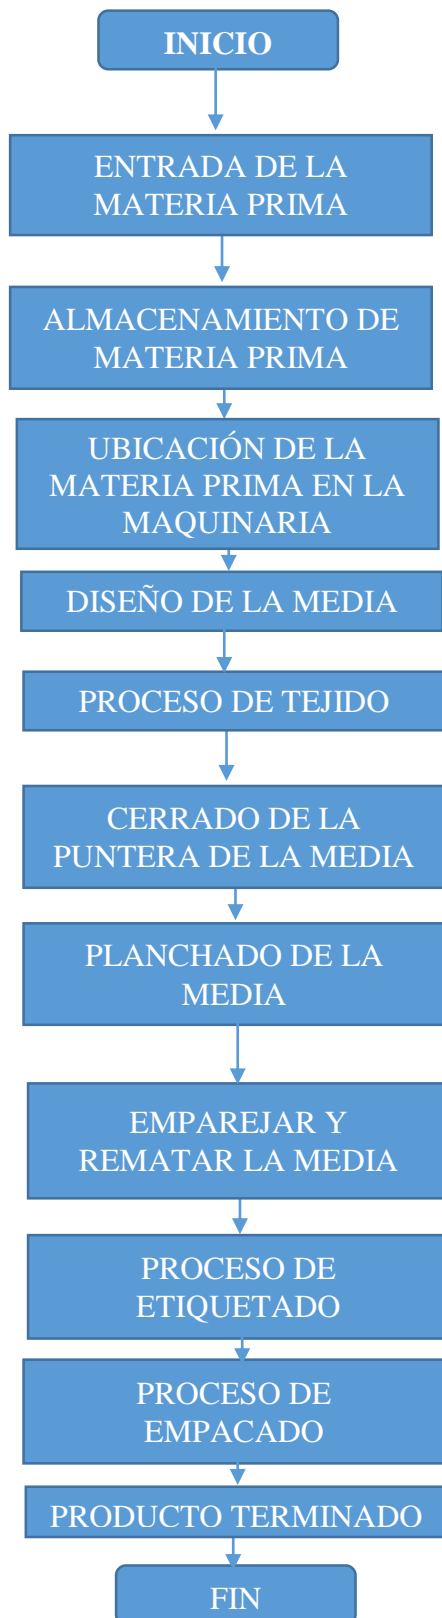 INICIO
ENTRADA DE LA
MATERIA PRIMA
ALMACENAMIENTO DE
MATERIA PRIMA
UBICACIÓN DE LA
MATERIA PRIMA EN LA
MAQUINARIA
DISEÑO DE LA MEDIA
PROCESO DE TEJIDO
CERRADO DE LA
PUNTERA DE LA MEDIA
PLANCHADO DE LA
MEDIA
EMPAREJAR Y
REMATAR LA MEDIA
PROCESO DE
ETIQUETADO
PROCESO DE
EMPACADO
PRODUCTO TERMINADO
FIN